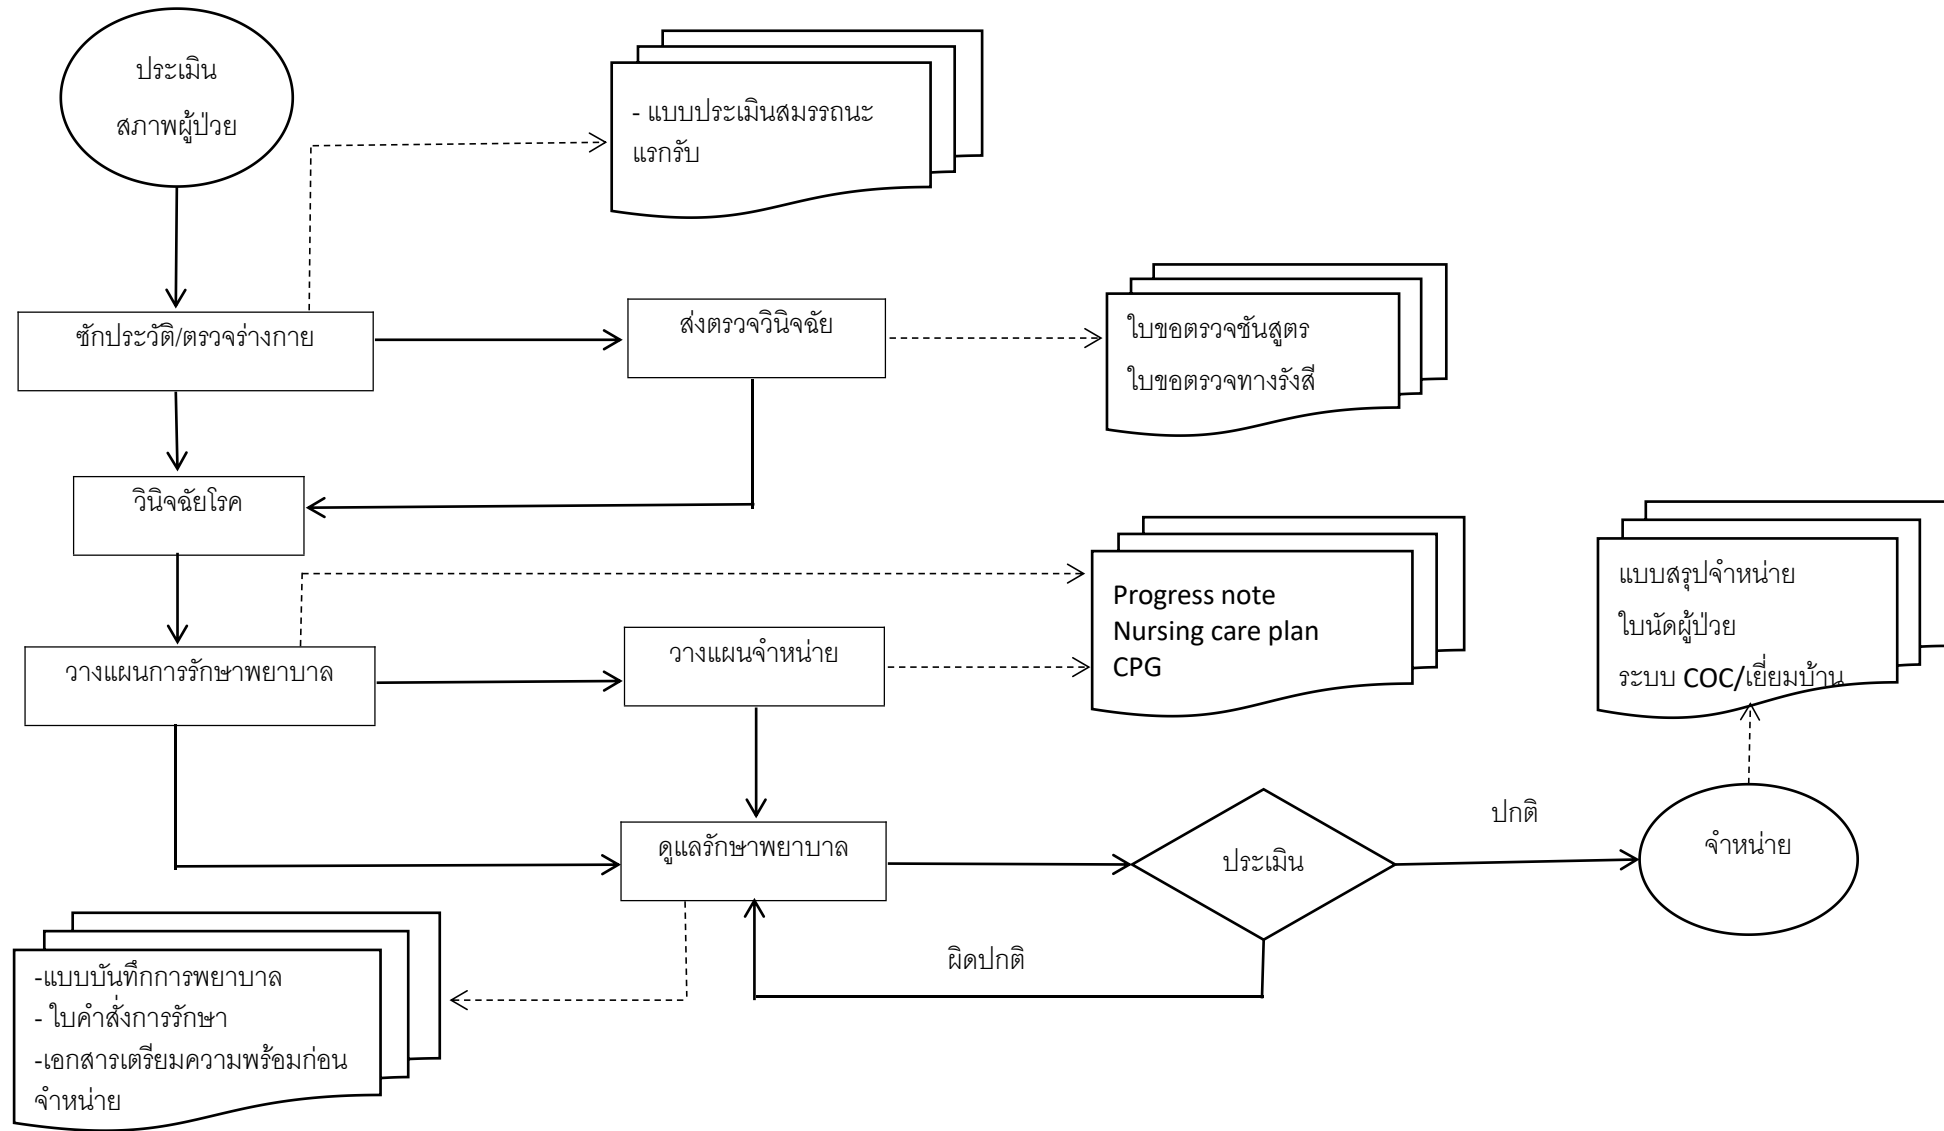 ประเมิน
สภาพผู้ป่วย
- แบบประเมินสมรรถนะ
แรกรับ
ซักประวัติ/ตรวจร่างกาย
ส่งตรวจวินิจฉัย
ใบขอตรวจชันสูตร
ใบขอตรวจทางรังสี
วินิจฉัยโรค
วางแผนการรักษาพยาบาล
วางแผนจำหน่าย
Progress note
Nursing care plan
CPG
แบบสรุปจำหน่าย
ใบนัดผู้ป่วย
ระบบ COC/เยี่ยมบ้าน
ดูแลรักษาพยาบาล
ประเมิน
ปกติ
จำหน่าย
ผิดปกติ
-แบบบันทึกการพยาบาล
- ใบคำสั่งการรักษา
-เอกสารเตรียมความพร้อมก่อน
จำหน่าย